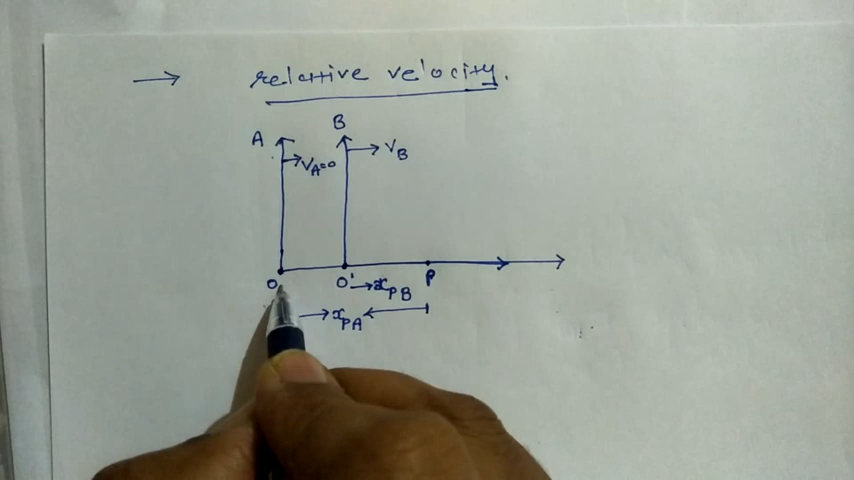 → relative velocity.
A B
→ V_A=0 → V_B
O O' → x_PB P
→ x_PA ←